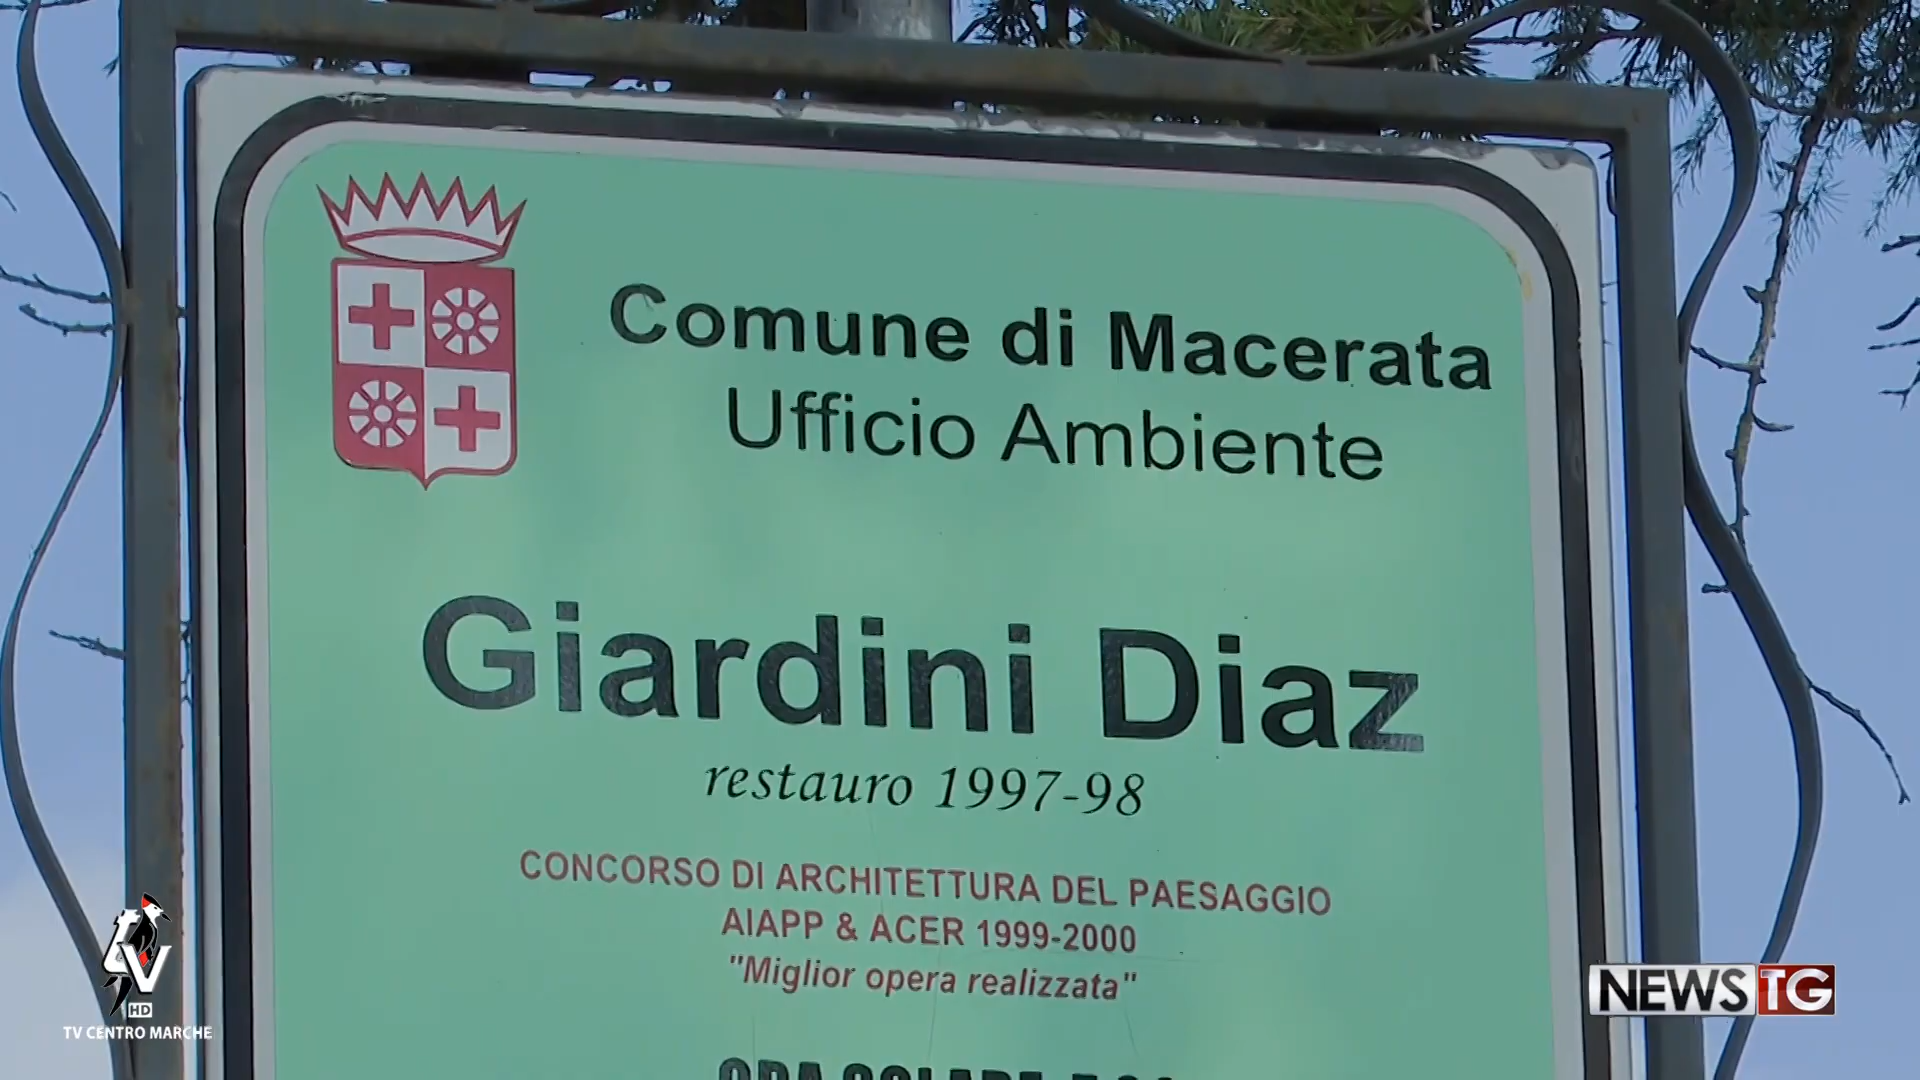 Comune di Macerata
Ufficio Ambiente
Giardini Diaz
restauro 1997-98
CONCORSO DI ARCHITETTURA DEL PAESAGGIO
AIAPP & ACER 1999-2000
"Miglior opera realizzata"
tV
HD
TV CENTRO MARCHE
NEWS TG